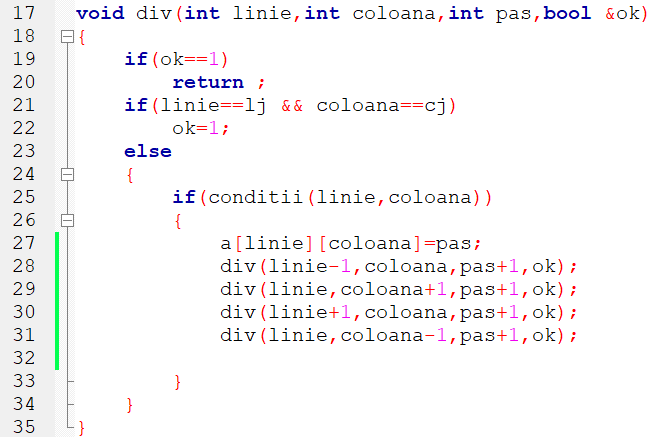 17 void div(int linie,int coloana,int pas,bool &ok)
18 {
19 if(ok==1)
20 return ;
21 if(linie==lj && coloana==cj)
22 ok=1;
23 else
24 {
25 if(conditii(linie,coloana))
26 {
27 a[linie][coloana]=pas;
28 div(linie-1,coloana,pas+1,ok);
29 div(linie,coloana+1,pas+1,ok);
30 div(linie+1,coloana,pas+1,ok);
31 div(linie,coloana-1,pas+1,ok);
32
33 }
34 }
35 }